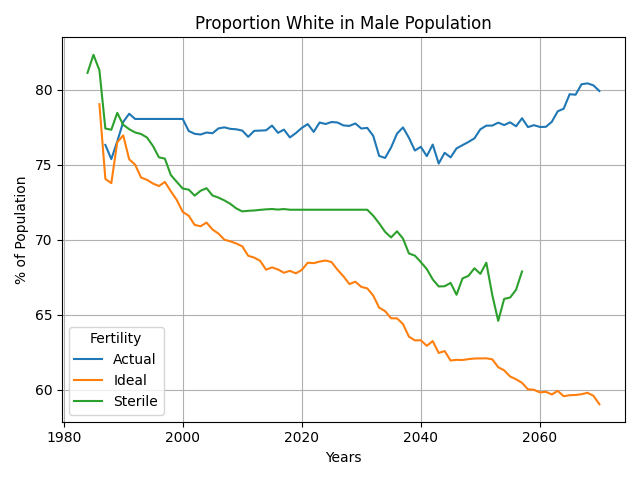 Proportion White in Male Population
% of Population
80
75
70
65
60
Fertility
Actual
Ideal
Sterile
1980
2000
2020
2040
2060
Years